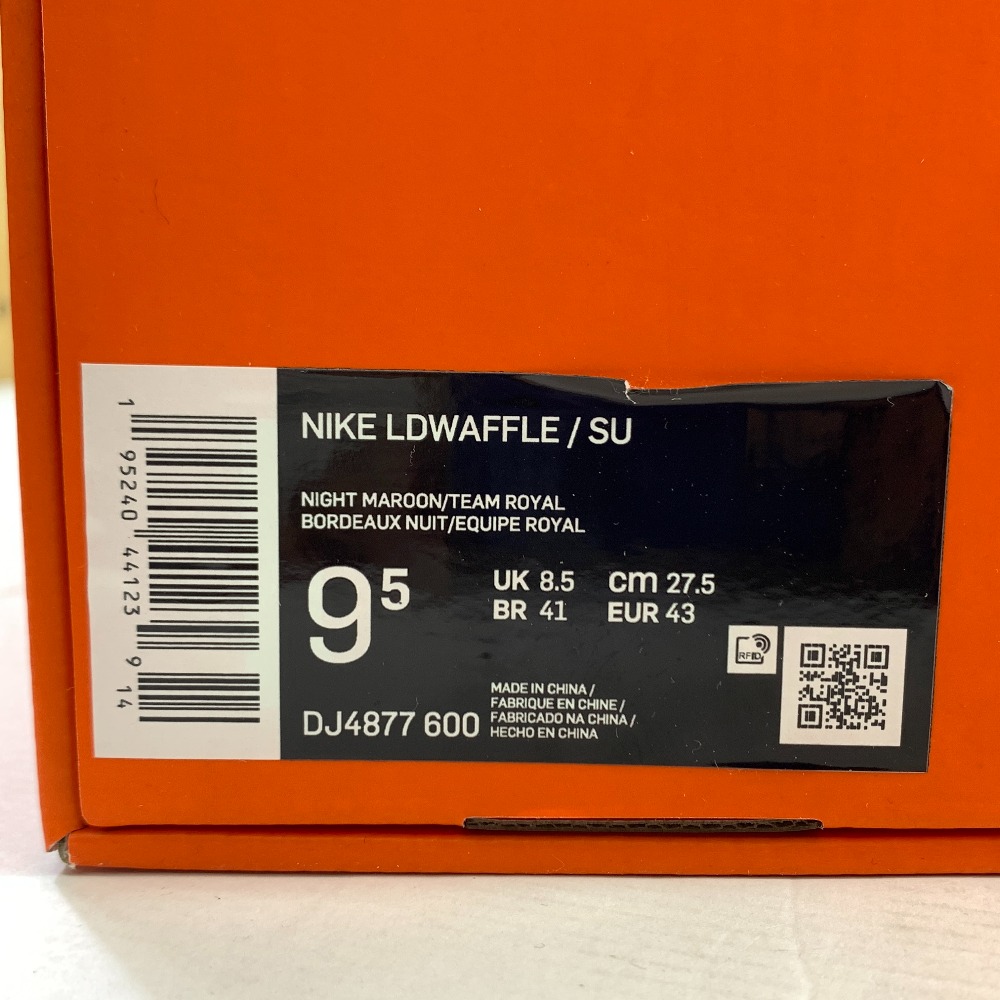 NIKE LDWAFFLE / SU
NIGHT MAROON/TEAM ROYAL
BORDEAUX NUIT/EQUIPE ROYAL
9⁵
UK 8.5 cm 27.5
BR 41 EUR 43
RFID
DJ4877 600
MADE IN CHINA /
FABRIQUE EN CHINE /
FABRICADO NA CHINA /
HECHO EN CHINA
1 95240 44123 9 14